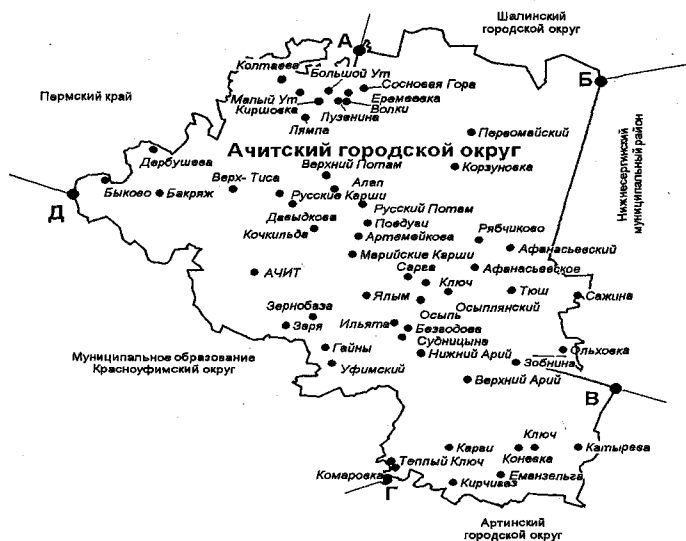 Шалинский
городской округ
А
Б
Колтаева
Большой Ут
Сосновая Гора
Пермский край
Малый Ут
Еремеевка
Киршовка
Волки
Лузенина
Лямпа
Первомайский
Ачитский городской округ
Дербушева
Верхний Потам
Корзуновка
Нижнесергинский
муниципальный район
Верх-Тиса
Алап
Быково
Бакряж
Русские Карши
Д
Давыдкова
Русский Потам
Кочкильда
Повдуви
Рябчиково
Артемейкова
Афанасьевский
Марийские Карши
АЧИТ
Сарга
Афанасьевское
Ключ
Тюш
Сажина
Ялым
Осыплянский
Зернобаза
Осыпь
Заря
Ильята
Безводова
Судницына
Муниципальное образование
Красноуфимский округ
Гайны
Нижний Арий
Ольховка
Зобнина
Уфимский
Верхний Арий
В
Карви
Ключ
Катырева
Теплый Ключ
Коневка
Комаровка
Еманзельга
Кирчигаз
Г
Артинский
городской округ